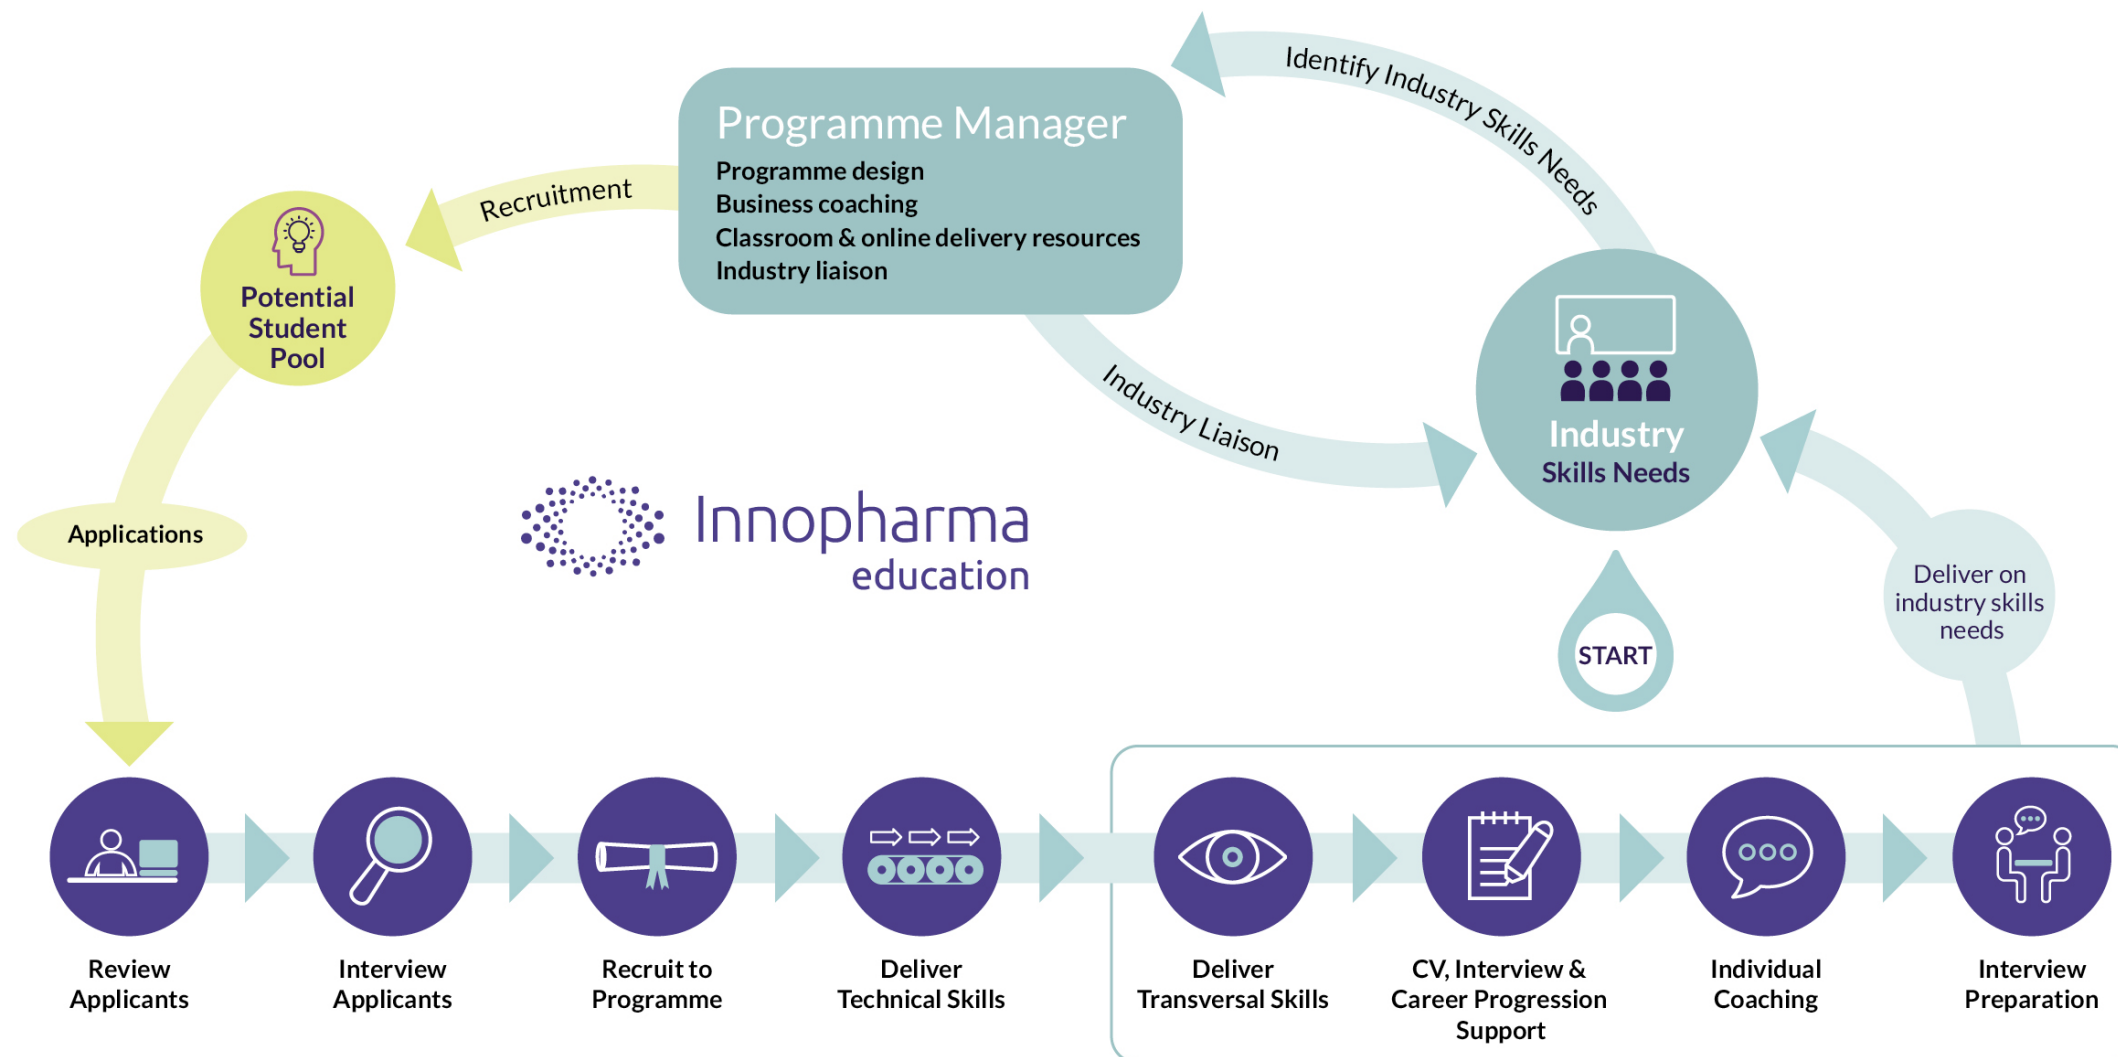 Identify Industry Skills Needs
Programme Manager
Programme design
Business coaching
Classroom & online delivery resources
Industry liaison
Recruitment
Potential
Student
Pool
Industry Liaison
Industry
Skills Needs
Applications
Innopharma
education
Deliver on
industry skills
needs
START
Review
Applicants
Interview
Applicants
Recruit to
Programme
Deliver
Technical Skills
Deliver
Transversal Skills
CV, Interview &
Career Progression
Support
Individual
Coaching
Interview
Preparation